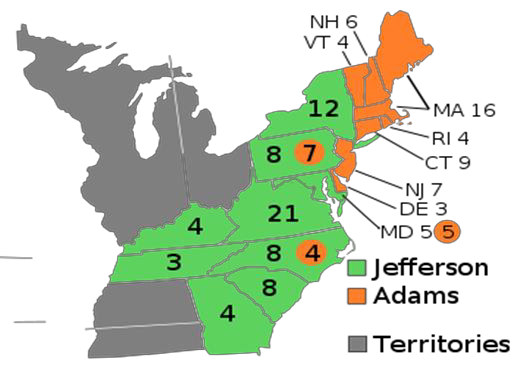 NH 6
VT 4
12
MA 16
RI 4
8 7
CT 9
NJ 7
DE 3
4
21
MD 5 5
3
8 4
Jefferson
8
Adams
4
Territories